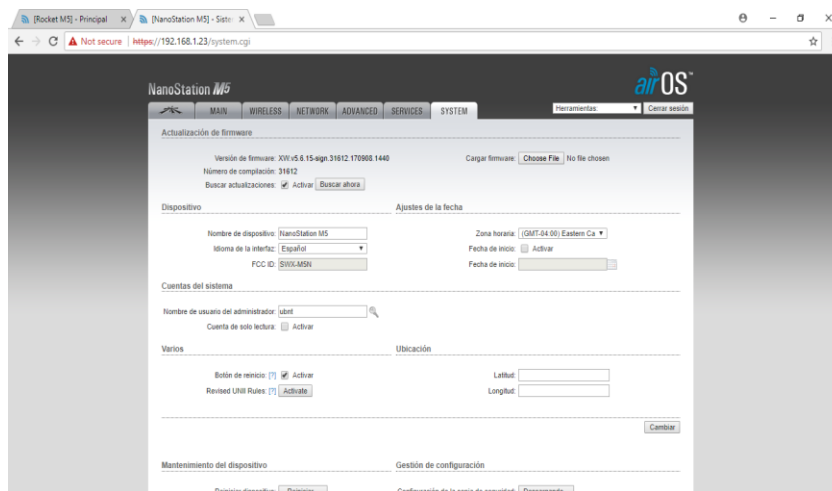 [Rocket M5] - Principal
[NanoStation M5] - Siste
Not secure | https://192.168.1.23/system.cgi
NanoStation M5
airOS™
MAIN WIRELESS NETWORK ADVANCED SERVICES SYSTEM
Herramientas: Cerrar sesión
Actualización de firmware
Versión de firmware: XW.v5.6.15-sign.31612.170908.1440
Cargar firmware: Choose File No file chosen
Número de compilación: 31612
Buscar actualizaciones: Activar Buscar ahora
Dispositivo
Ajustes de la fecha
Nombre de dispositivo: NanoStation M5
Zona horaria: (GMT-04:00) Eastern Ca
Idioma de la interfaz: Español
Fecha de inicio: Activar
FCC ID: SWX-M5N
Fecha de inicio:
Cuentas del sistema
Nombre de usuario del administrador: ubnt
Cuenta de solo lectura: Activar
Varios
Ubicación
Botón de reinicio: [?] Activar
Latitud:
Revised UNII Rules: [?] Activate
Longitud:
Cambiar
Mantenimiento del dispositivo
Gestión de configuración